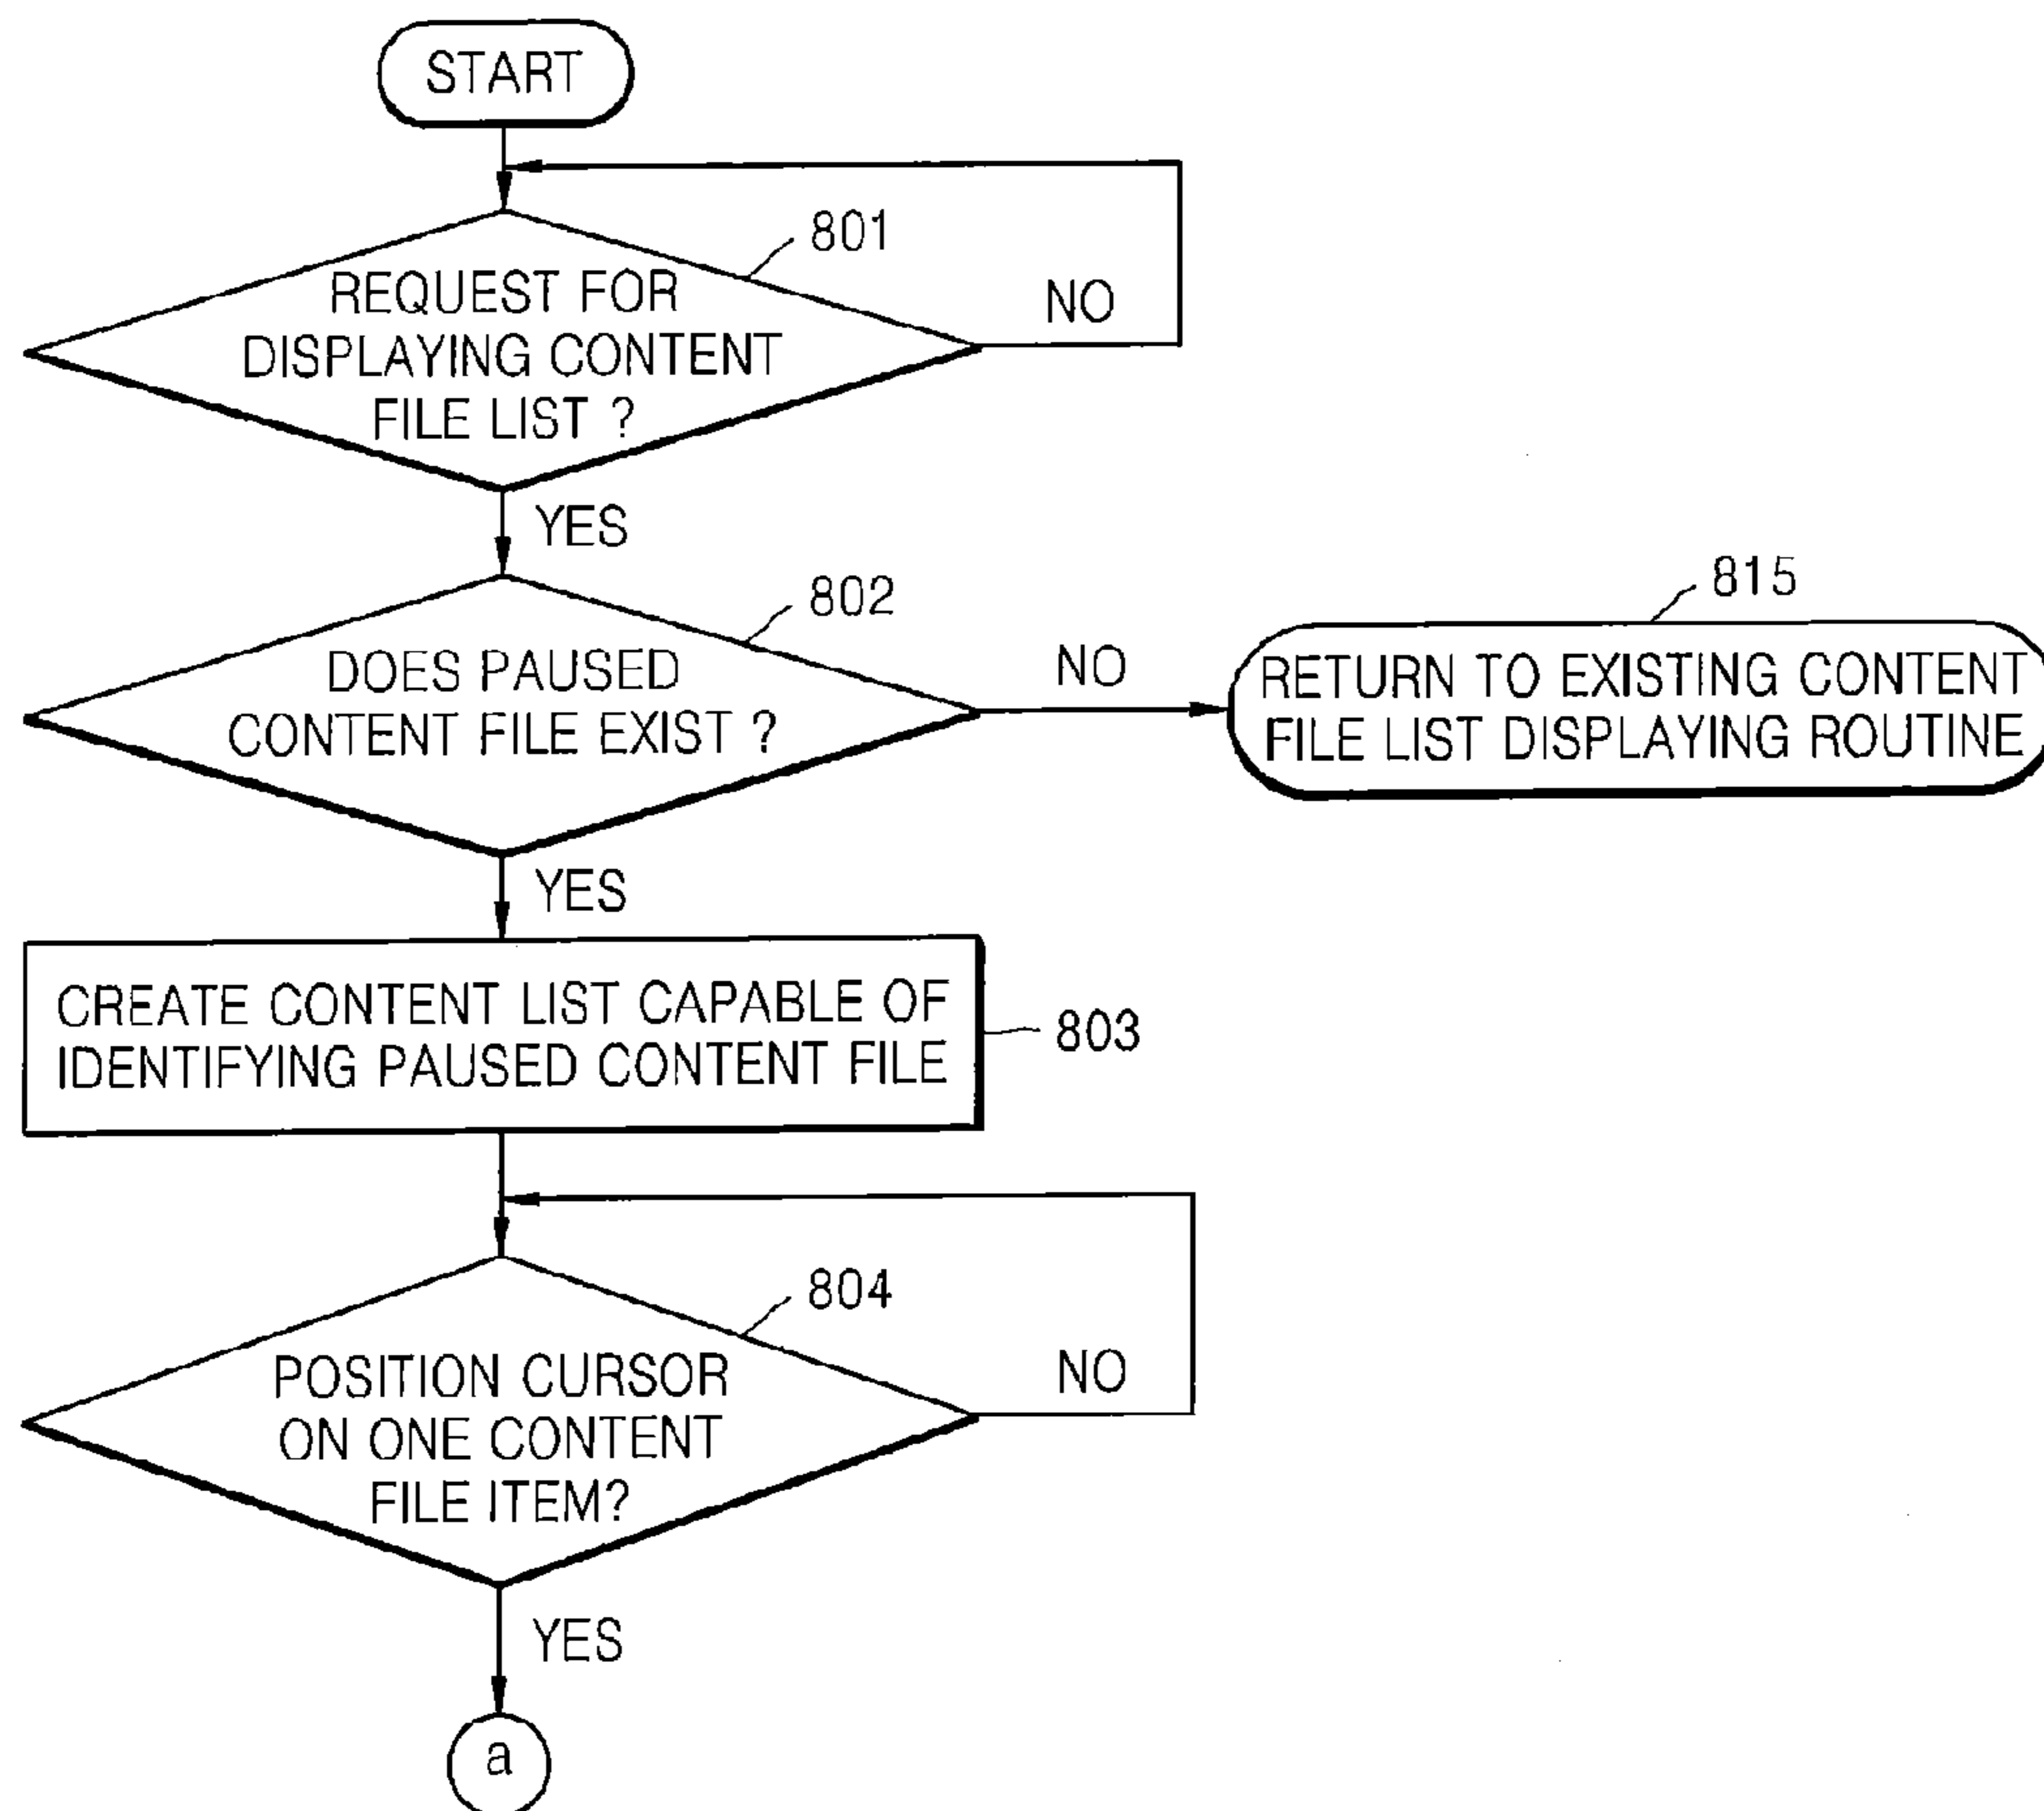 START
801
REQUEST FOR
DISPLAYING CONTENT
FILE LIST ?
NO
YES
802
DOES PAUSED
CONTENT FILE EXIST ?
NO
815
RETURN TO EXISTING CONTENT
FILE LIST DISPLAYING ROUTINE
YES
CREATE CONTENT LIST CAPABLE OF
IDENTIFYING PAUSED CONTENT FILE
803
804
POSITION CURSOR
ON ONE CONTENT
FILE ITEM?
NO
YES
a